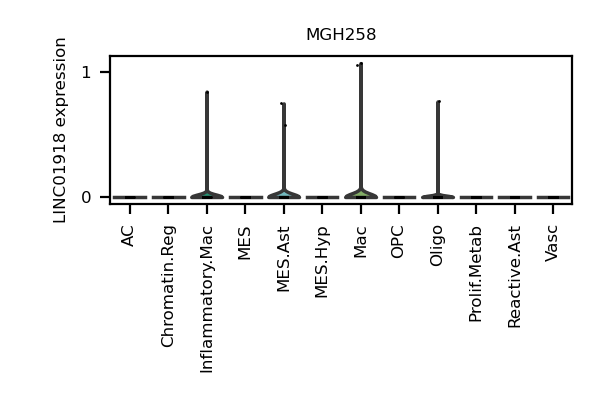 MGH258
LINC01918 expression
1
0
AC
Chromatin.Reg
Inflammatory.Mac
MES
MES.Ast
MES.Hyp
Mac
OPC
Oligo
Prolif.Metab
Reactive.Ast
Vasc